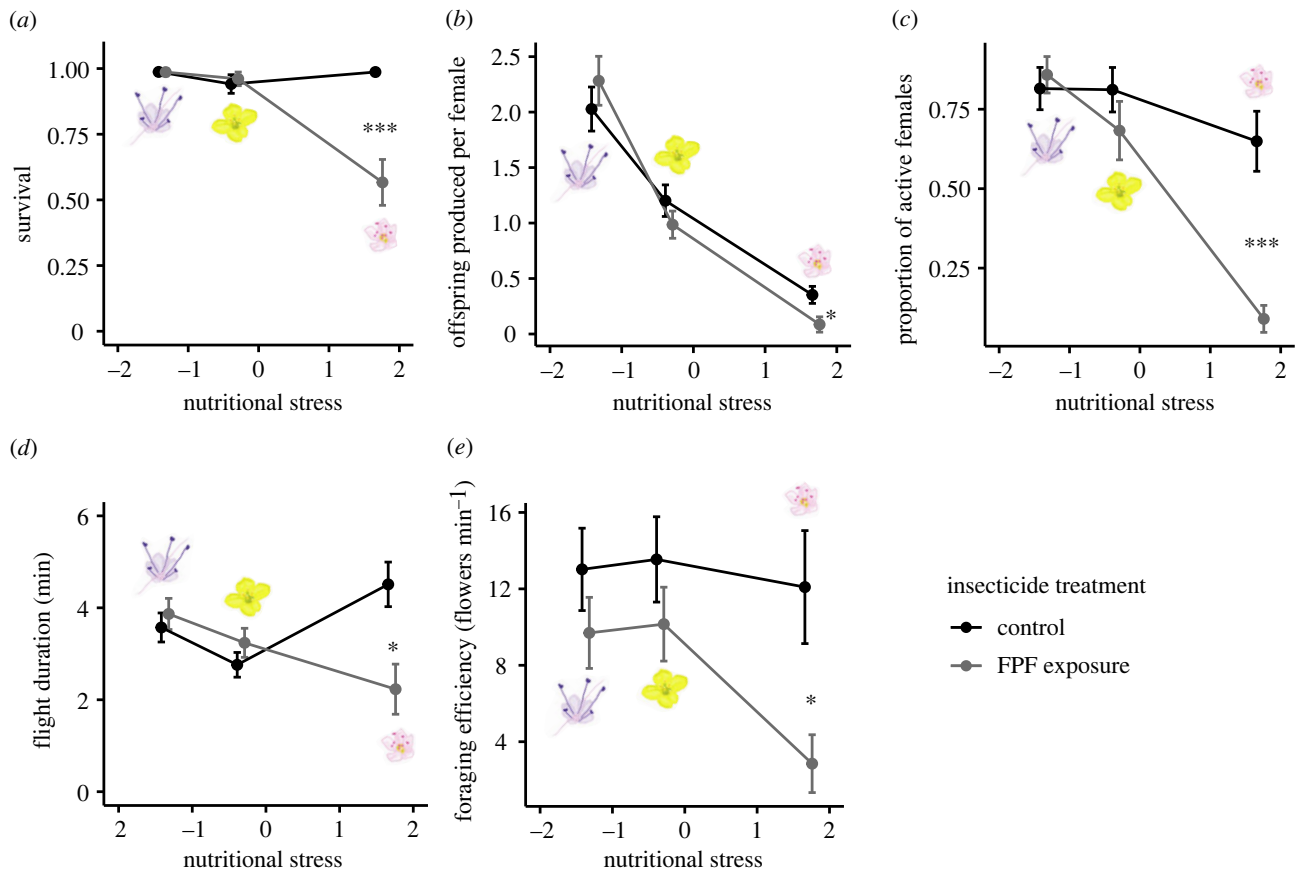 (a)
survival
1.00
0.75
0.50
0.25
0
***
–2
–1
0
1
2
nutritional stress
(b)
offspring produced per female
2.5
2.0
1.5
1.0
0.5
0
*
–2
–1
0
1
2
nutritional stress
(c)
proportion of active females
0.75
0.50
0.25
***
–2
–1
0
1
2
nutritional stress
(d)
flight duration (min)
6
4
2
0
*
2
–1
0
1
2
nutritional stress
(e)
foraging efficiency (flowers min–1)
16
12
8
4
*
–2
–1
0
1
2
nutritional stress
insecticide treatment
control
FPF exposure